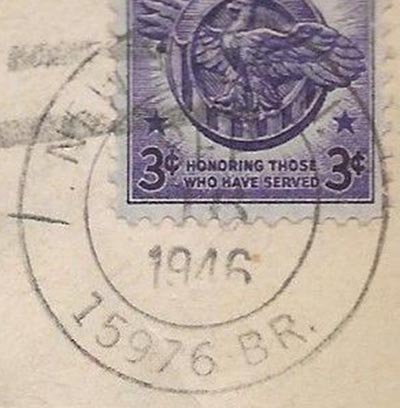 3¢ HONORING THOSE
WHO HAVE SERVED 3¢
1946
15976 BR.